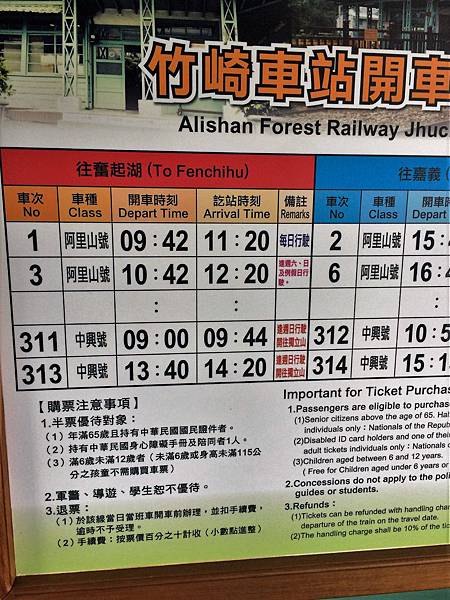 竹崎車站開車
Alishan Forest Railway Jhuc
往奮起湖 (To Fenchihu) 往嘉義(
車次 車種 開車時刻 訖站時刻 備註 車次 車種 開車時
No Class Depart Time Arrival Time Remarks No Class Depar
1 阿里山號 09:42 11:20 每日行駛 2 阿里山號 15:
3 阿里山號 10:42 12:20 逢週六、日及例假日行駛。 6 阿里山號 16:4
: : :
311 中興號 09:00 09:44 逢週日行駛開往獨立山 312 中興號 10:5
313 中興號 13:40 14:20 逢週日行駛開往獨立山 314 中興號 15:1
【購票注意事項】
1.半票優待對象:
(1) 年滿65歲且持有中華民國國民證件者。
(2) 持有中華民國身心障礙手冊及陪同者1人。
(3) 滿6歲未滿12歲者 (未滿6歲或身高未滿115公
分之孩童不需購買車票)
2.軍警、導遊、學生恕不優待。
3.退票:
(1) 於該緣當日當班車開車前辦理,並扣手續費,
逾時不予受理。
(2) 手續費:按票價百分之十計收 (小數點進整)
Important for Ticket Purchas
1.Passengers are eligible to purchase
(1)Senior citizens above the age of 65. Hal
individuals only:Nationals of the Republ
(2)Disabled ID card holders and one of their
adult tickets individuals only:Nationals o
(3)Children aged between 6 and 12 years.
( Free for Children aged under 6 years or
2.Concessions do not apply to the poli
guides or students.
3.Refunds :
(1)Tickets can be refunded with handling char
departure of the train on the travel date.
(2)The handling charge shall be 10% of the tic